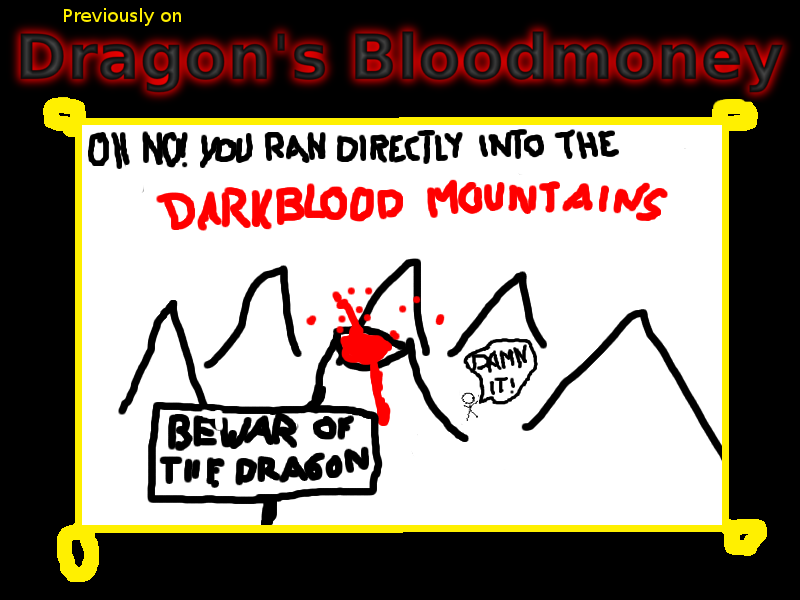 Previously on
Dragon's Bloodmoney
OH NO! YOU RAN DIRECTLY INTO THE
DARKBLOOD MOUNTAINS
DAMN
IT!
BEWAR OF
THE DRAGON